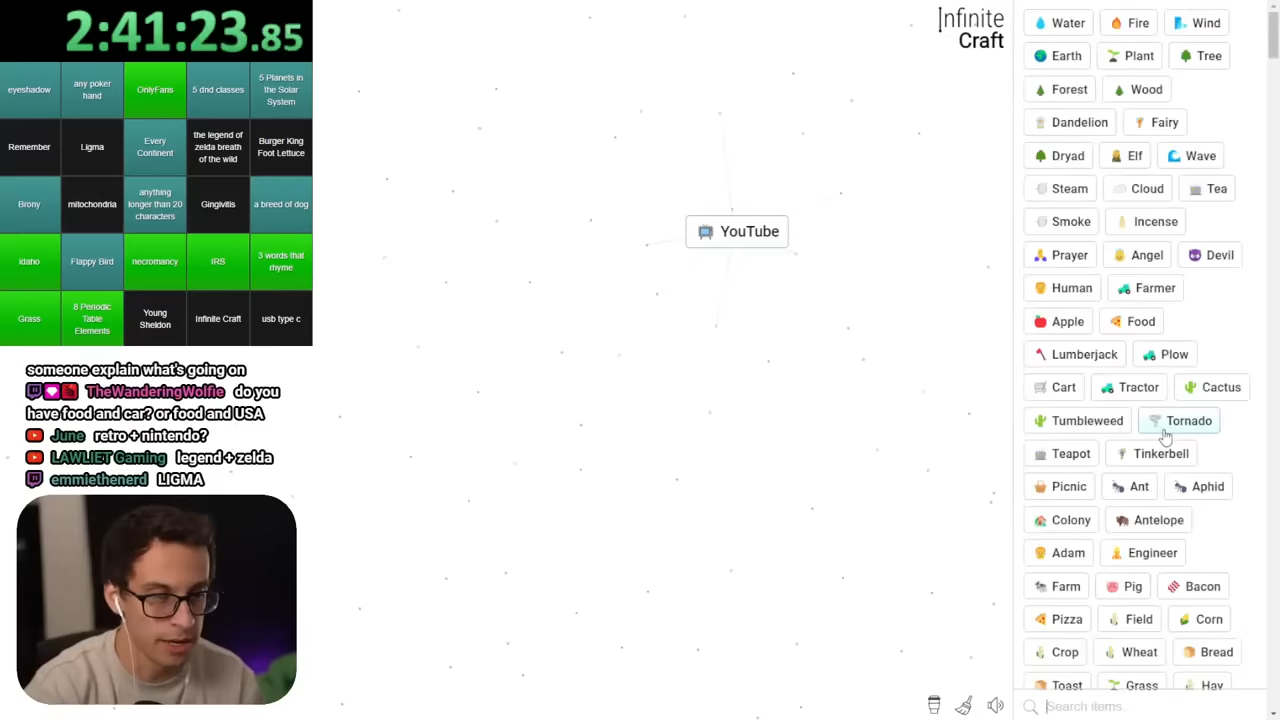 2:41:23.85
eyeshadow
any poker
hand
OnlyFans
5 dnd classes
5 Planets in
the Solar
System
Remember
Ligma
Every
Continent
the legend of
zelda breath
of the wild
Burger King
Foot Lettuce
Brony
mitochondria
anything
longer than 20
characters
Gingivitis
a breed of dog
Idaho
Flappy Bird
necromancy
IRS
3 words that
rhyme
Grass
8 Periodic
Table
Elements
Young
Sheldon
Infinite Craft
usb type c
someone explain what's going on
TheWanderingWolfie do you
have food and car? or food and USA
June retro + nintendo?
LAWLIET Gaming legend + zelda
emmiethenerd LIGMA
YouTube
Infinite
Craft
Water Fire Wind
Earth Plant Tree
Forest Wood
Dandelion Fairy
Dryad Elf Wave
Steam Cloud Tea
Smoke Incense
Prayer Angel Devil
Human Farmer
Apple Food
Lumberjack Plow
Cart Tractor Cactus
Tumbleweed Tornado
Teapot Tinkerbell
Picnic Ant Aphid
Colony Antelope
Adam Engineer
Farm Pig Bacon
Pizza Field Corn
Crop Wheat Bread
Toast Grass Hay
Search items...